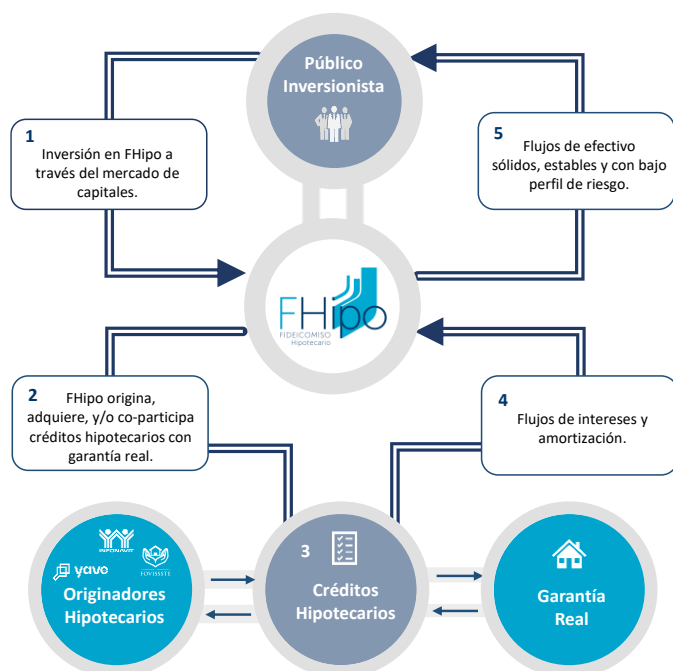 Público
Inversionista
1
Inversión en FHipo a
través del mercado de
capitales.
5
Flujos de efectivo
sólidos, estables y con bajo
perfil de riesgo.
FHipo
FIDEICOMISO
Hipotecario
2
FHipo origina,
adquiere, y/o co-participa
créditos hipotecarios con
garantía real.
4
Flujos de intereses y
amortización.
INFONAVIT
yave
FOVISSSTE
Originadores
Hipotecarios
3
Créditos
Hipotecarios
Garantía
Real